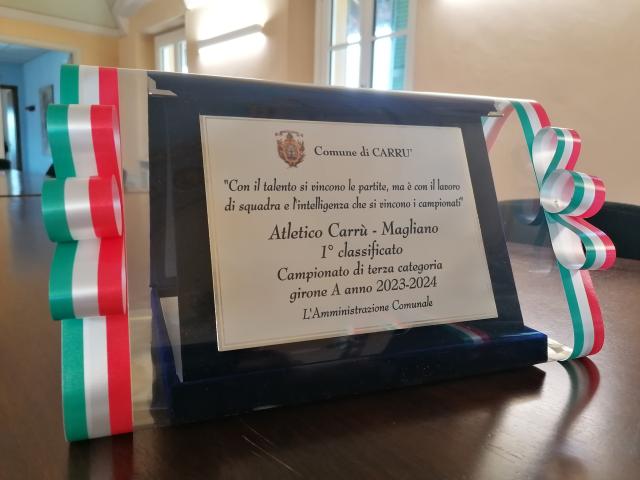 Comune di CARRU'
"Con il talento si vincono le partite, ma è con il lavoro
di squadra e l'intelligenza che si vincono i campionati"
Atletico Carrù - Magliano
1° classificato
Campionato di terza categoria
girone A anno 2023-2024
L'Amministrazione Comunale